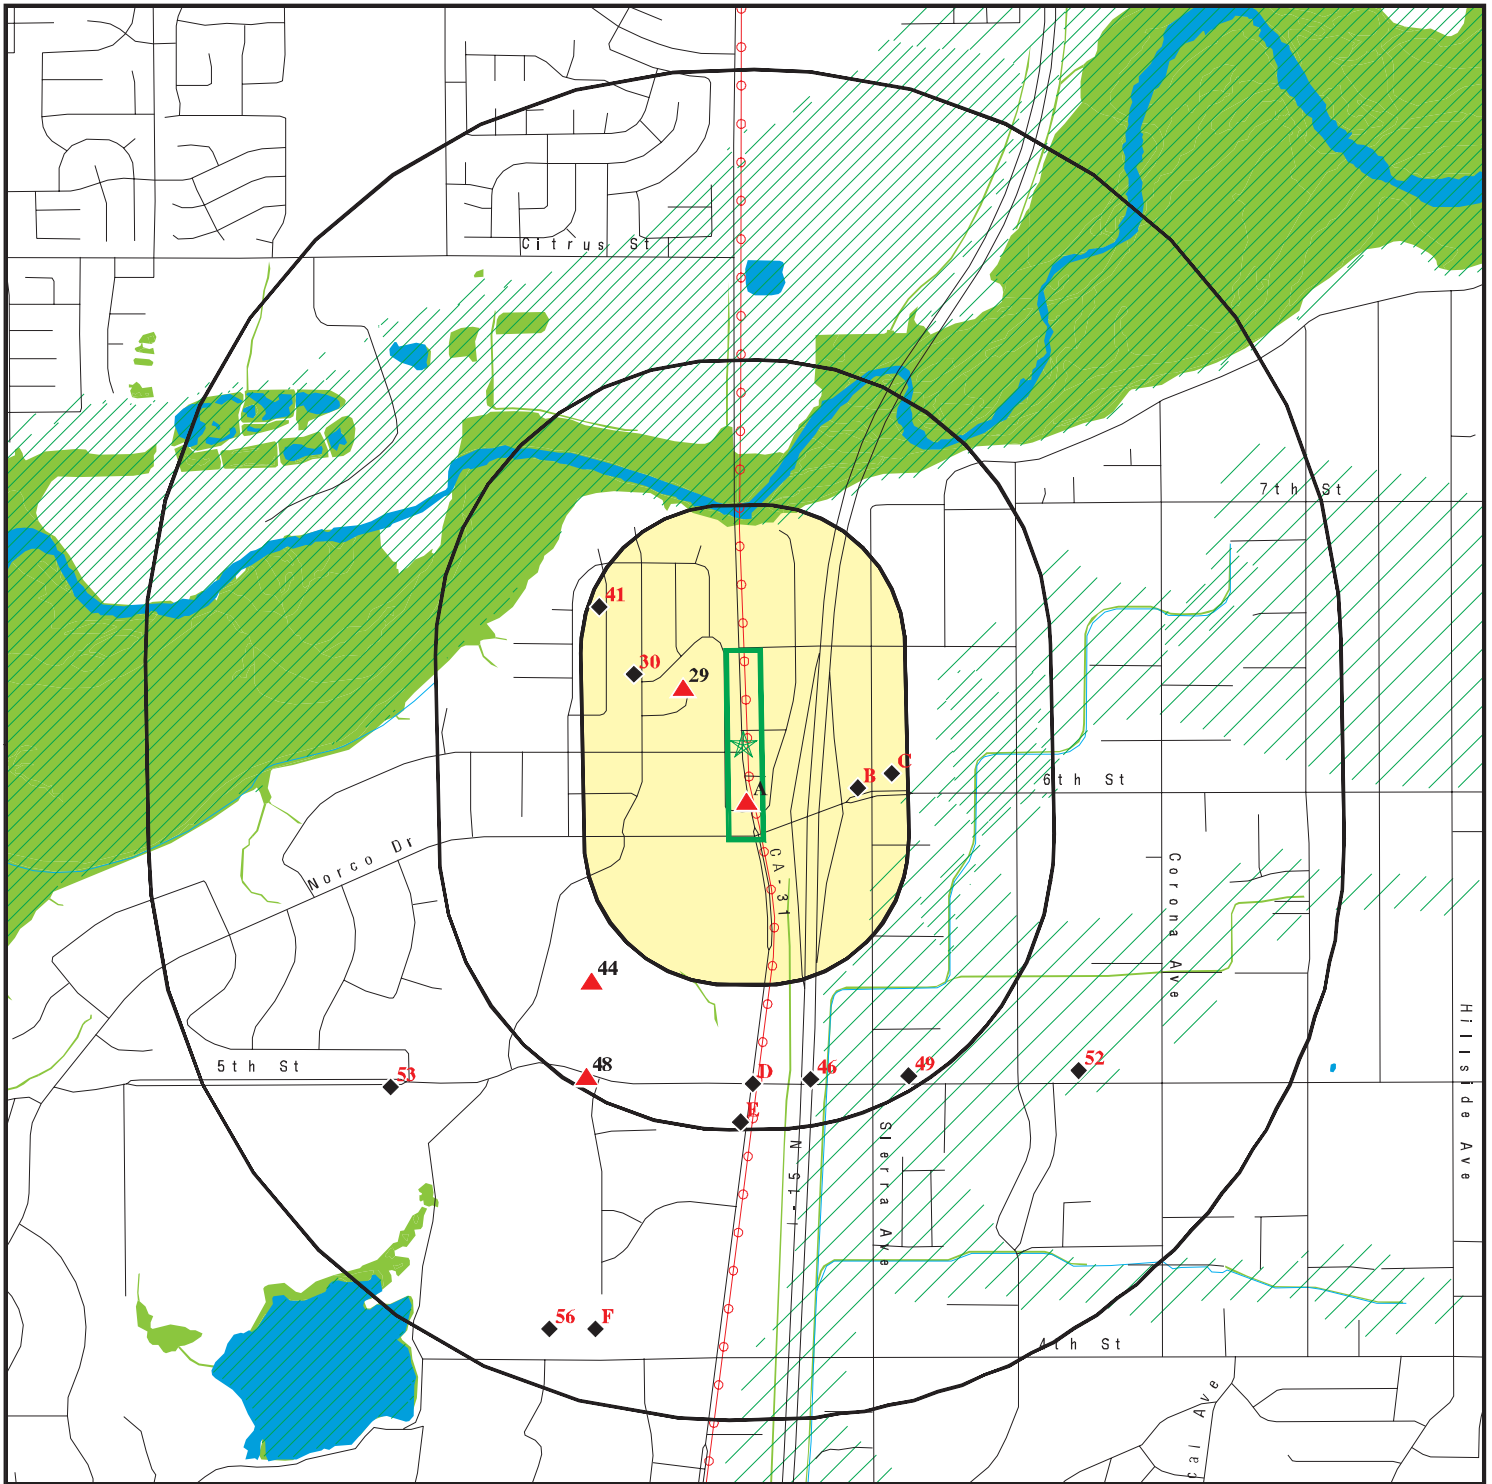 Citrus St
7th St
41
30
29
C
B
6th St
A
CA-31
Norco Dr
Corona Ave
44
Hillside Ave
5th St
53
48
D
46
49
52
E
I-15 N
Sierra Ave
56
F
4th St
cal Ave